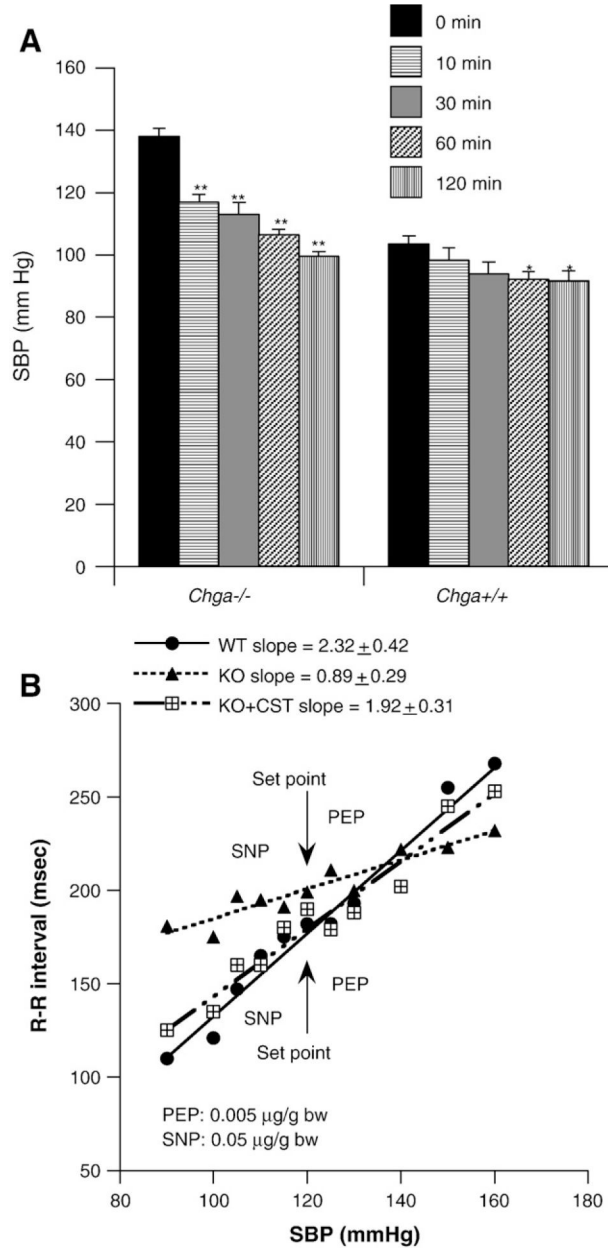 A
0 min
10 min
30 min
60 min
120 min
SBP (mm Hg)
160
140
120
100
80
60
40
20
0
**
**
**
**
*
*
Chga-/-
Chga+/+
WT slope = 2.32±0.42
KO slope = 0.89±0.29
KO+CST slope = 1.92±0.31
B
R-R interval (msec)
300
250
200
150
100
50
Set point
PEP
SNP
PEP
SNP
Set point
PEP: 0.005 μg/g bw
SNP: 0.05 μg/g bw
80 100 120 140 160 180
SBP (mmHg)